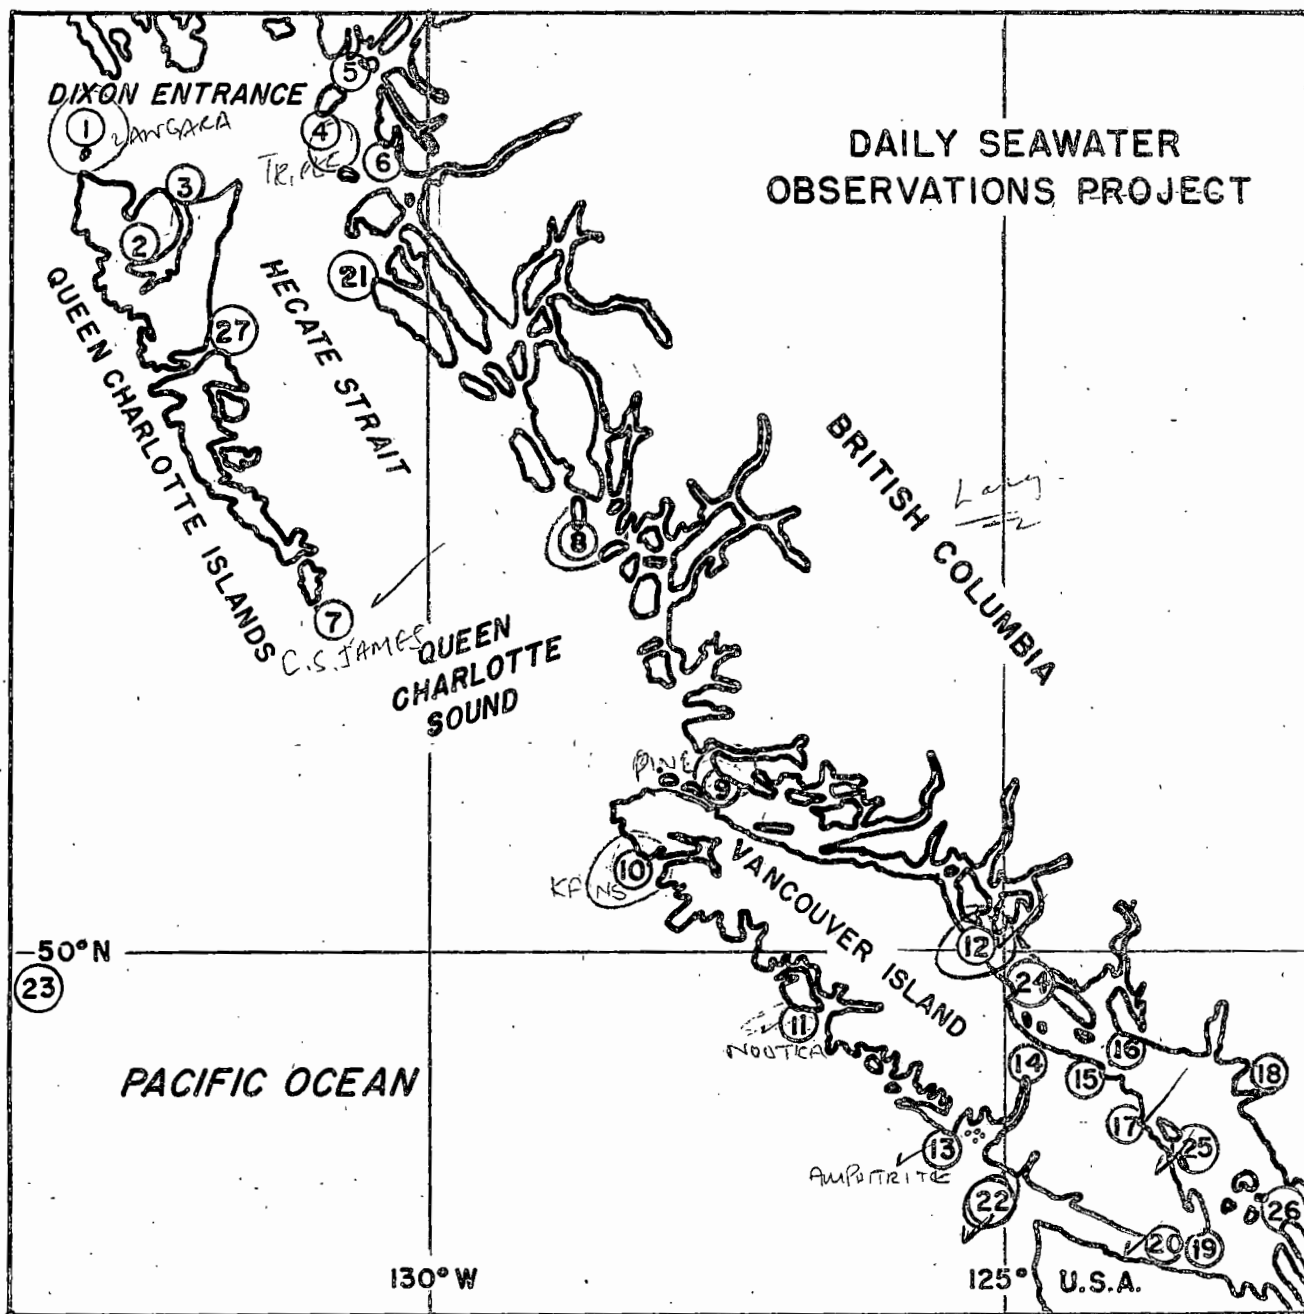 5
DIXON ENTRANCE
1
LANGARA
4
TRIPLE
6
DAILY SEAWATER
OBSERVATIONS PROJECT
3
2
21
27
QUEEN CHARLOTTE ISLANDS
HECATE STRAIT
BRITISH COLUMBIA
8
7
C.S. JAMES
QUEEN
CHARLOTTE
SOUND
PINE
9
10
VANCOUVER ISLAND
50°N
12
23
24
11
NOOTKA
PACIFIC OCEAN
14
15
16
18
17
13
25
AMPHITRITE
22
26
20
19
130°W
125°
U.S.A.